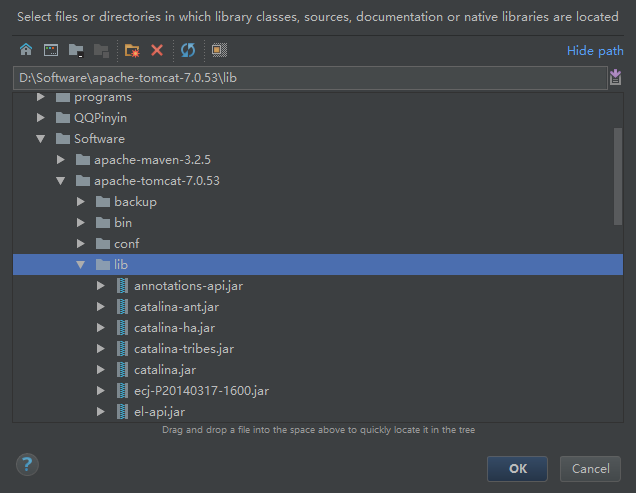 Select files or directories in which library classes, sources, documentation or native libraries are located
Hide path
D:\Software\apache-tomcat-7.0.53\lib
programs
QQPinyin
Software
apache-maven-3.2.5
apache-tomcat-7.0.53
backup
bin
conf
lib
annotations-api.jar
catalina-ant.jar
catalina-ha.jar
catalina-tribes.jar
catalina.jar
ecj-P20140317-1600.jar
el-api.jar
Drag and drop a file into the space above to quickly locate it in the tree
?
OK
Cancel